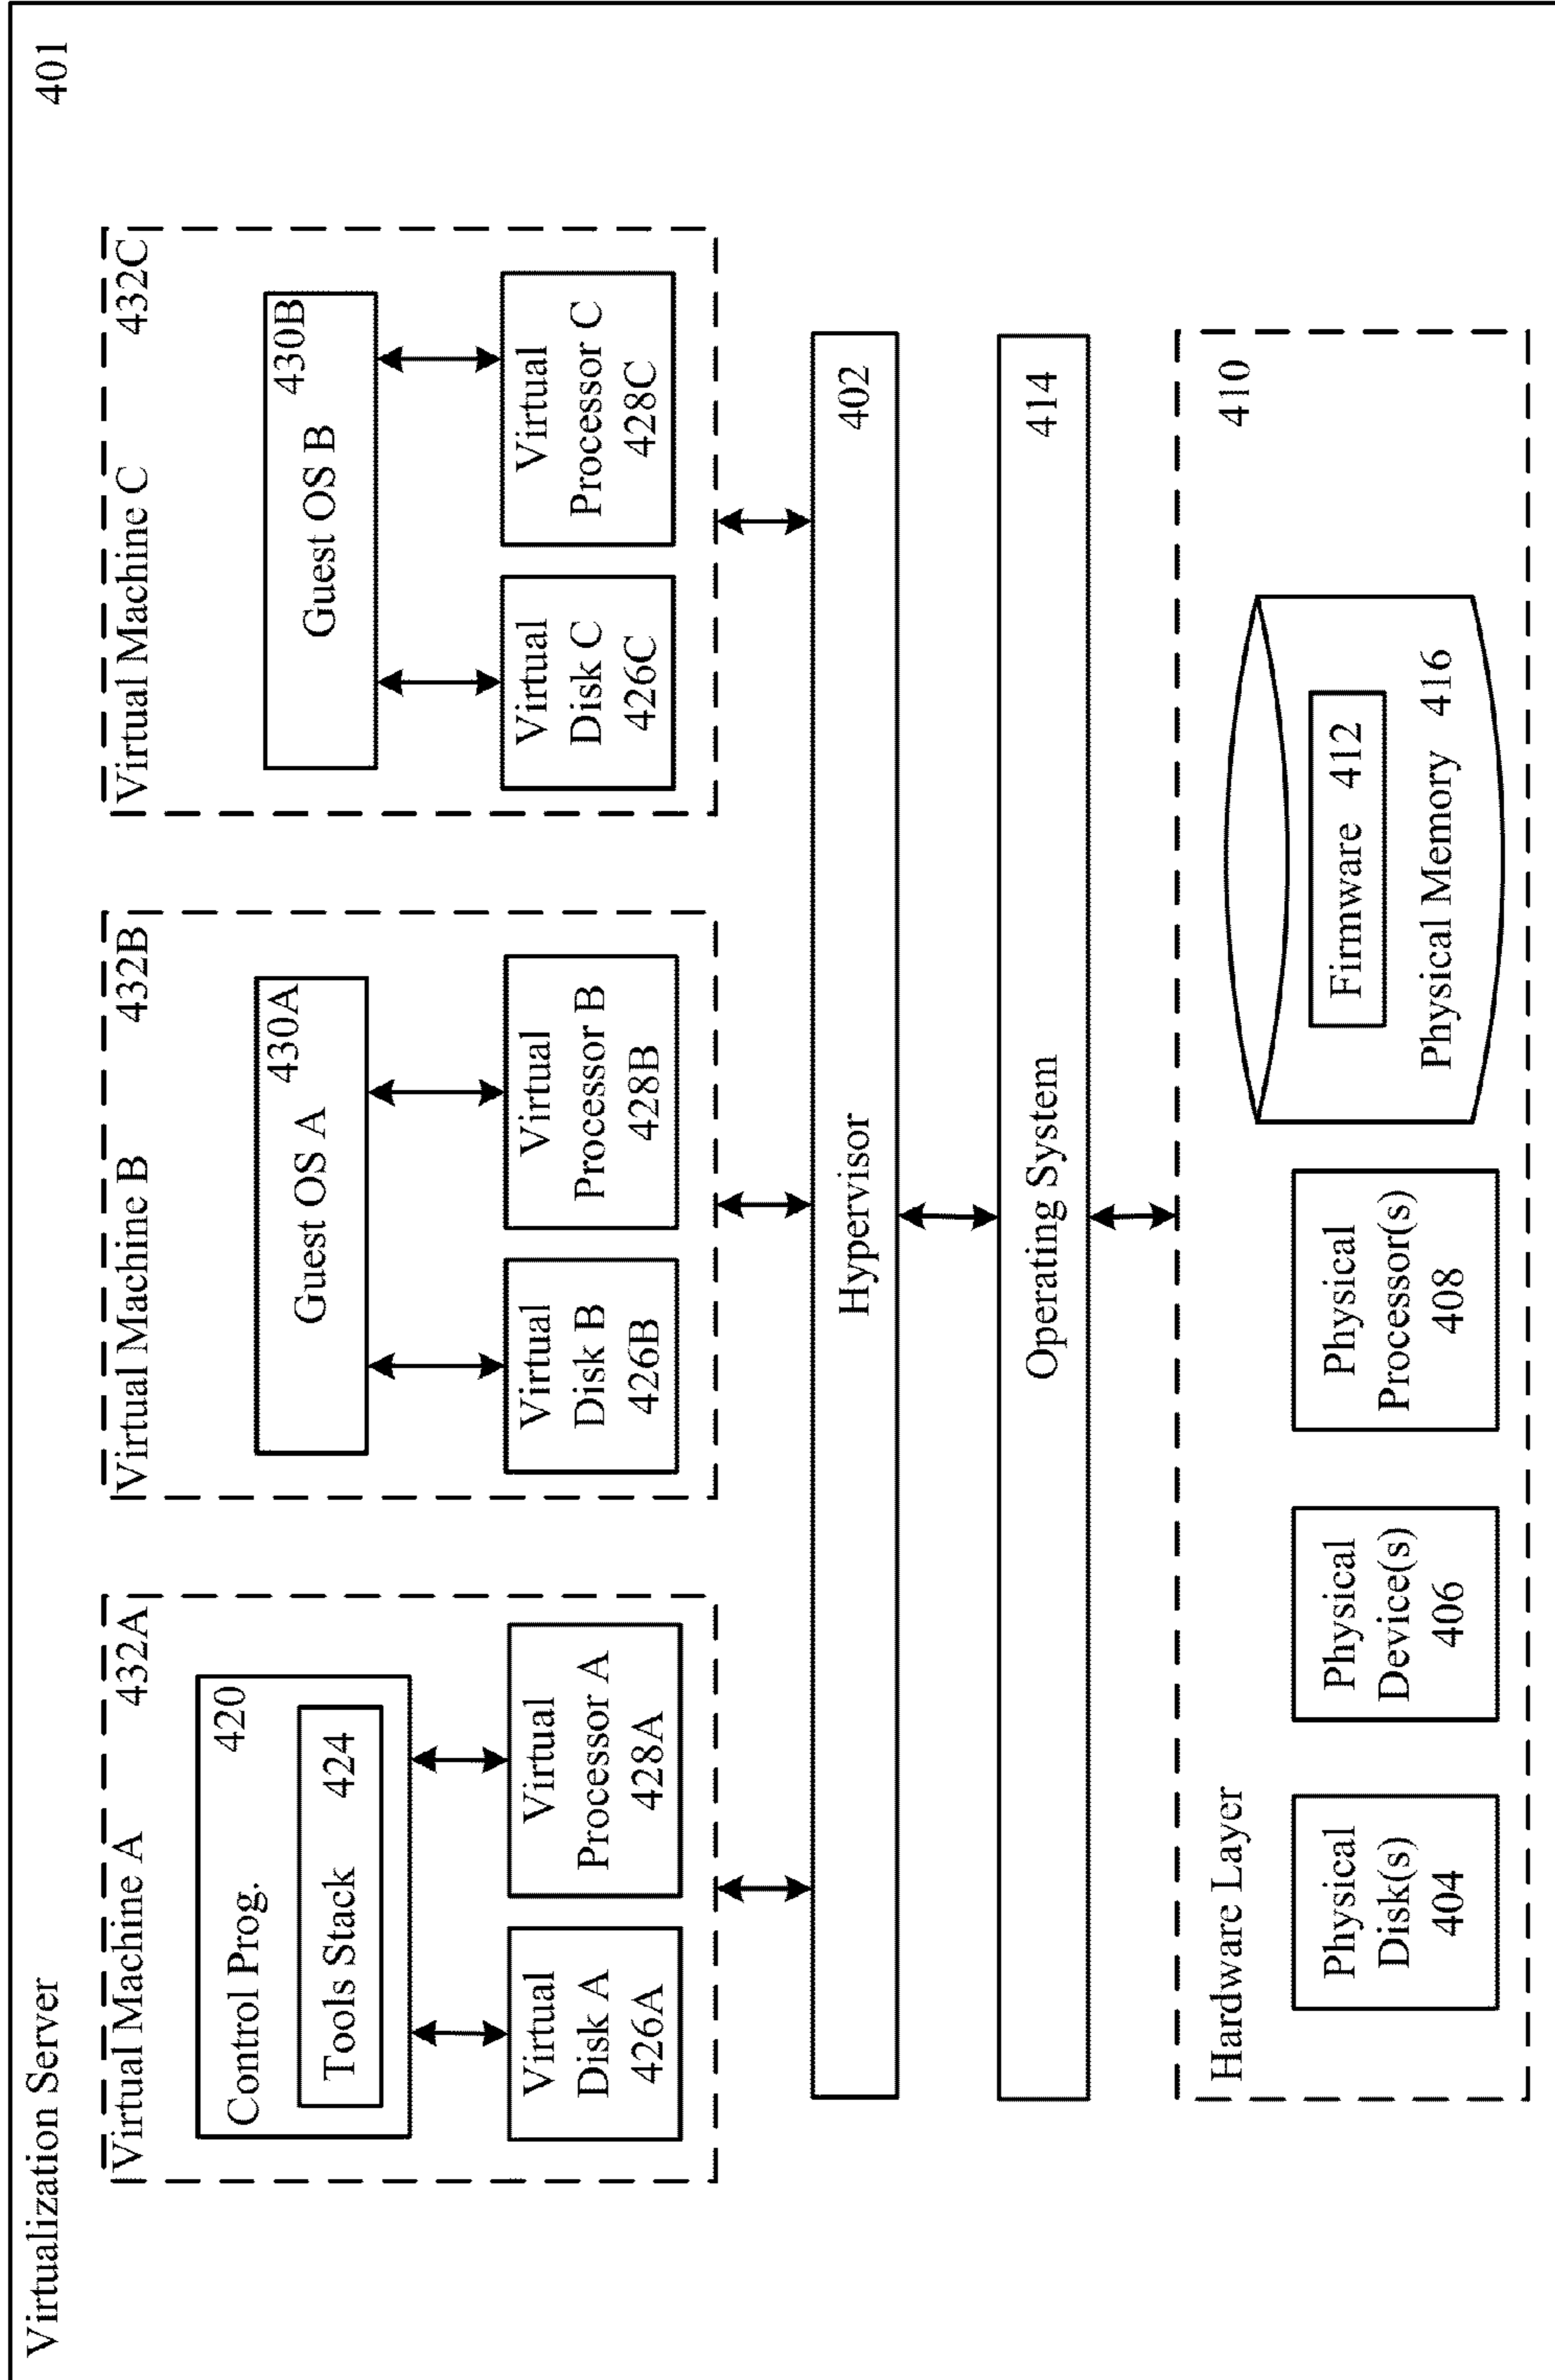 Virtualization Server
401
Virtual Machine A
432A
Control Prog.
420
Tools Stack 424
Virtual
Disk A
426A
Virtual
Processor A
428A
Virtual Machine B
432B
Guest OS A
430A
Virtual
Disk B
426B
Virtual
Processor B
428B
Virtual Machine C
432C
Guest OS B
430B
Virtual
Disk C
426C
Virtual
Processor C
428C
Hypervisor
402
Operating System
414
Hardware Layer
410
Physical
Disk(s)
404
Physical
Device(s)
406
Physical
Processor(s)
408
Firmware 412
Physical Memory 416